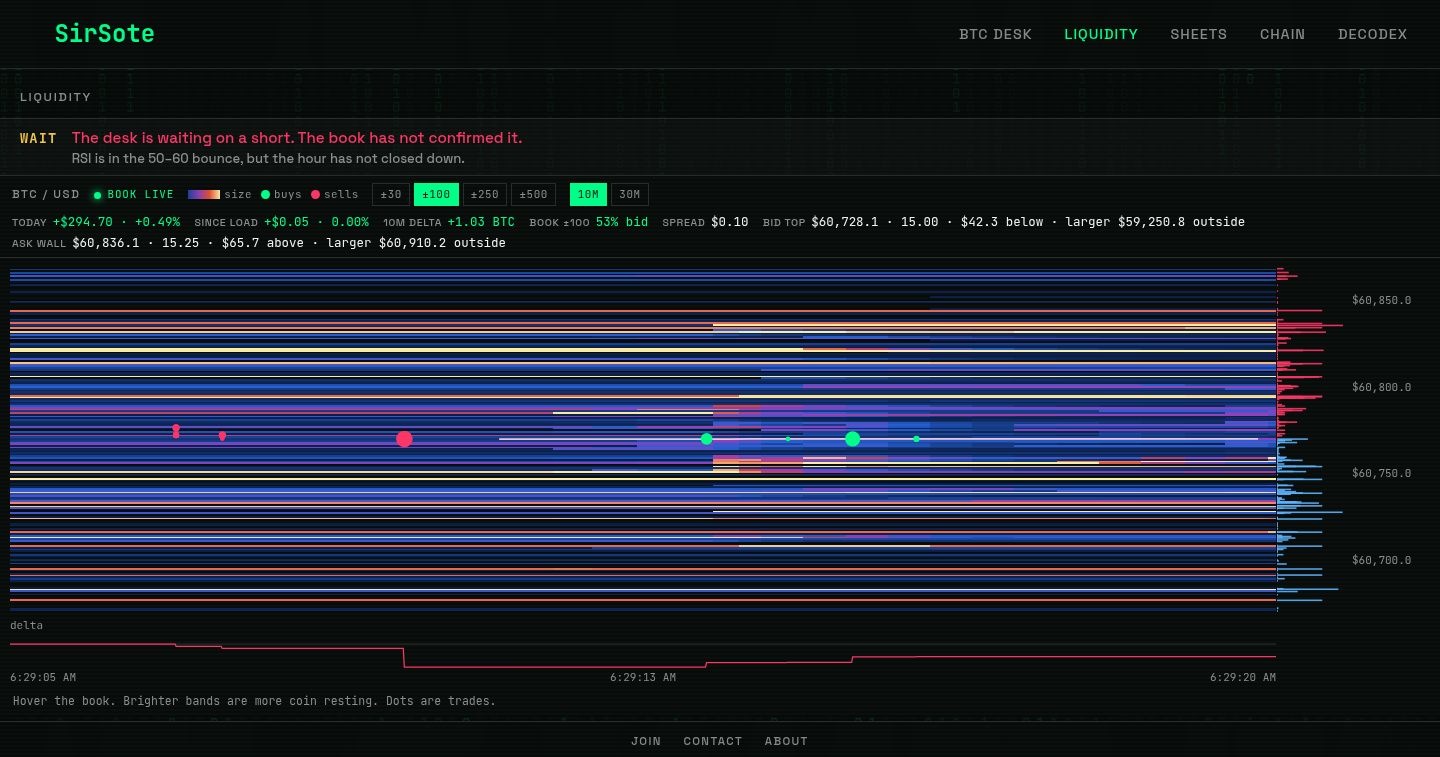 SirSote
BTC DESK LIQUIDITY SHEETS CHAIN DECODEX
LIQUIDITY
WAIT The desk is waiting on a short. The book has not confirmed it.
RSI is in the 50–60 bounce, but the hour has not closed down.
BTC / USD BOOK LIVE size buys sells ±30 ±100 ±250 ±500 10M 30M
TODAY +$294.70 · +0.49% SINCE LOAD +$0.05 · 0.00% 10M DELTA +1.03 BTC BOOK ±100 53% bid SPREAD $0.10 BID TOP $60,728.1 · 15.00 · $42.3 below · larger $59,250.8 outside
ASK WALL $60,836.1 · 15.25 · $65.7 above · larger $60,910.2 outside
$60,850.0
$60,800.0
$60,750.0
$60,700.0
delta
6:29:05 AM 6:29:13 AM 6:29:20 AM
Hover the book. Brighter bands are more coin resting. Dots are trades.
JOIN CONTACT ABOUT